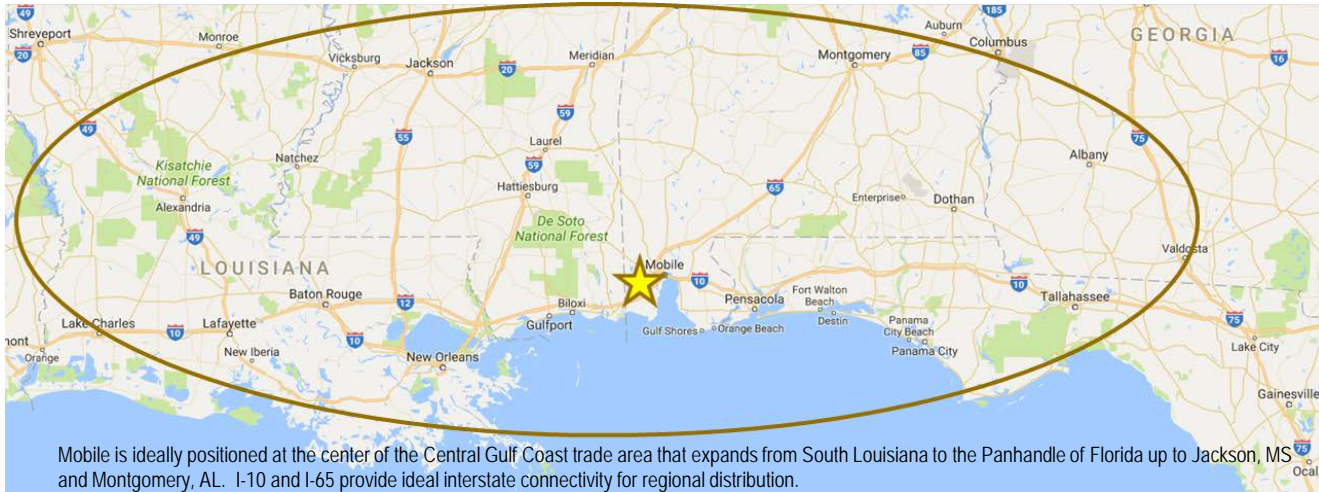 49
Shreveport
20
Monroe
Vicksburg
Jackson
20
Meridian
Montgomery
85
Auburn
185
Columbus
GEORGIA
16
49
55
59
Laurel
59
Natchez
Kisatchie
National Forest
Alexandria
49
Hattiesburg
De Soto
National Forest
65
Enterprise
Dothan
Albany
75
Valdosta
LOUISIANA
Baton Rouge
12
Mobile
10
Pensacola
Fort Walton
Beach
Destin
10
Tallahassee
Lake Charles
10
Lafayette
10
Biloxi
Gulfport
Gulf Shores
Orange Beach
Panama
City Beach
Panama City
75
Lake City
mont
Orange
New Iberia
New Orleans
Gainesville
75
Ocal
Mobile is ideally positioned at the center of the Central Gulf Coast trade area that expands from South Louisiana to the Panhandle of Florida up to Jackson, MS
and Montgomery, AL. I-10 and I-65 provide ideal interstate connectivity for regional distribution.